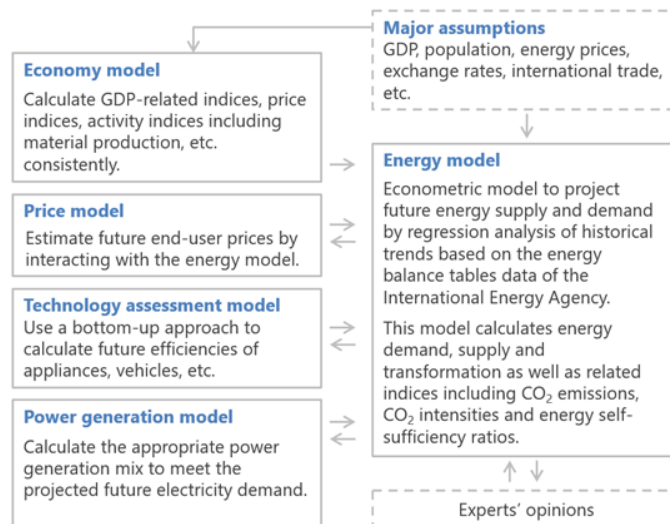 Major assumptions
GDP, population, energy prices,
exchange rates, international trade,
etc.
Economy model
Calculate GDP-related indices, price
indices, activity indices including
material production, etc.
consistently.
Price model
Estimate future end-user prices by
interacting with the energy model.
Technology assessment model
Use a bottom-up approach to
calculate future efficiencies of
appliances, vehicles, etc.
Power generation model
Calculate the appropriate power
generation mix to meet the
projected future electricity demand.
Energy model
Econometric model to project
future energy supply and demand
by regression analysis of historical
trends based on the energy
balance tables data of the
International Energy Agency.
This model calculates energy
demand, supply and
transformation as well as related
indices including CO₂ emissions,
CO₂ intensities and energy self-
sufficiency ratios.
Experts’ opinions